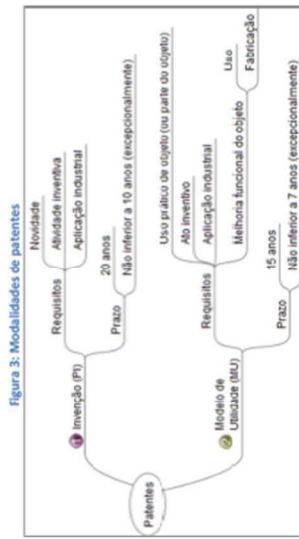 Figura 3: Modalidades de patentes
Patentes
Invenção (PI)
Requisitos
Novidade
Atividade inventiva
Aplicação industrial
Prazo
20 anos
Não inferior a 10 anos (excepcionalmente)
Modelo de
Utilidade (MU)
Requisitos
Uso prático de objeto (ou parte do objeto)
Ato inventivo
Aplicação industrial
Melhoria funcional do objeto
Uso
Fabricação
Prazo
15 anos
Não inferior a 7 anos (excepcionalmente)